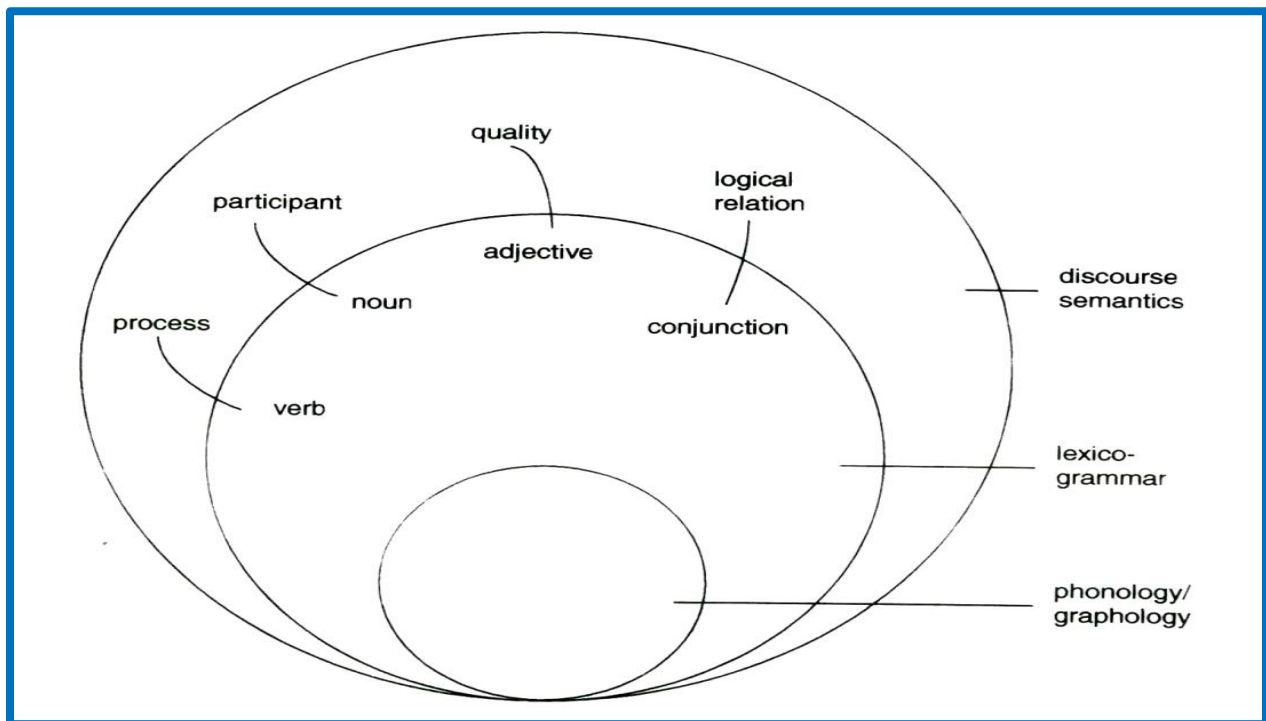 quality
logical
relation
participant
adjective
discourse
semantics
noun
process
conjunction
verb
lexico-
grammar
phonology/
graphology